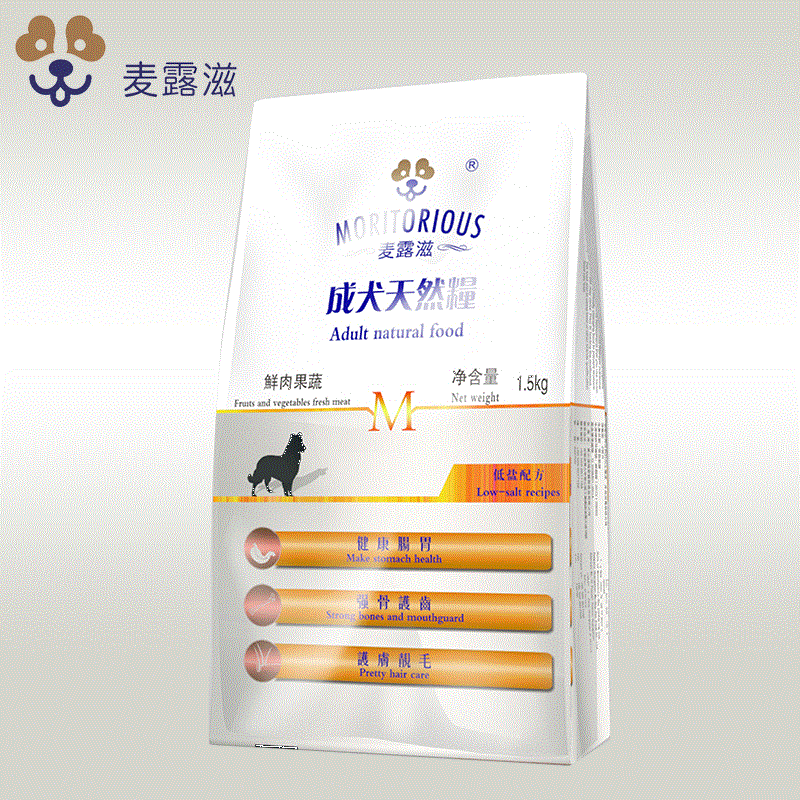 麦露滋
®
MORITORIOUS
麦露滋
成犬天然糧
Adult natural food
鮮肉果蔬
Fruits and vegetables fresh meat
净含量 1.5kg
Net weight
M
低盐配方
Low-salt recipes
健康腸胃
Make stomach health
强骨護齒
Strong bones and mouthguard
護膚靚毛
Pretty hair care